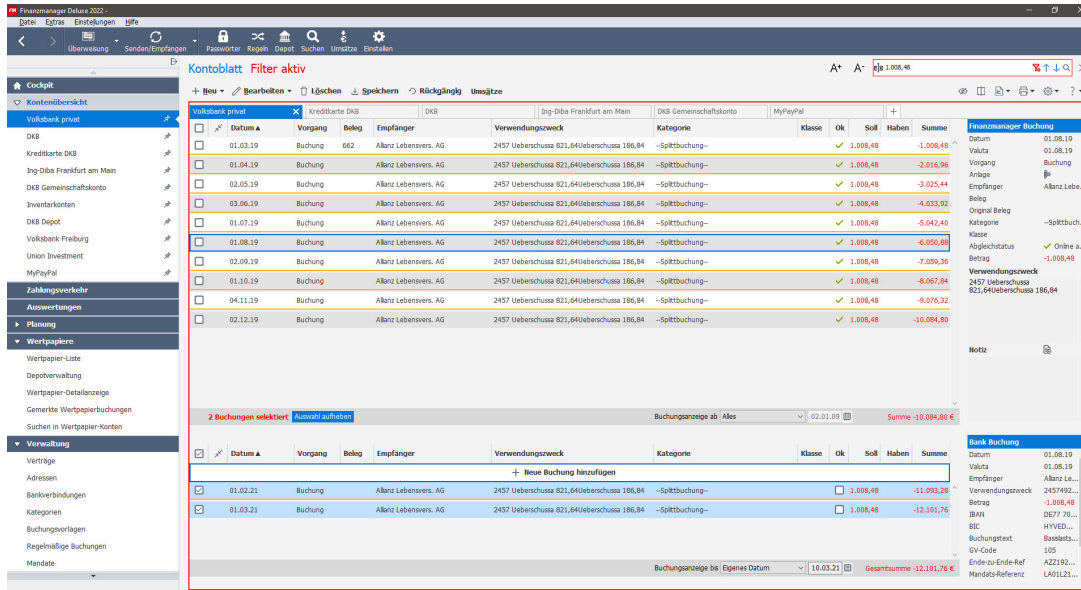 Finanzmanager Deluxe 2022 -
Datei Extras Einstellungen Hilfe
Überweisung Senden/Empfangen Passwörter Regeln Depot Suchen Umsätze Einstellen
Kontoblatt Filter aktiv A+ A- 1.008,48
+ Neu Bearbeiten Löschen Speichern Rückgängig Umsätze
Cockpit
Kontenübersicht
Volksbank privat
DKB
Kreditkarte DKB
Ing-Diba Frankfurt am Main
DKB Gemeinschaftskonto
Inventarkonten
DKB Depot
Volksbank Freiburg
Union Investment
MyPayPal
Zahlungsverkehr
Auswertungen
Planung
Wertpapiere
Wertpapier-Liste
Depotverwaltung
Wertpapier-Detailanzeige
Gemerkte Wertpapierbuchungen
Suchen in Wertpapier-Konten
Verwaltung
Verträge
Adressen
Bankverbindungen
Kategorien
Buchungsvorlagen
Regelmäßige Buchungen
Mandate
Volksbank privat X Kreditkarte DKB DKB Ing-Diba Frankfurt am Main DKB Gemeinschaftskonto MyPayPal +
Datum▲ Vorgang Beleg Empfänger Verwendungszweck Kategorie Klasse Ok Soll Haben Summe
01.03.19 Buchung 662 Allianz Lebensvers. AG 2457 Ueberschussa 821,64Ueberschussa 186,84 --Splittbuchung-- 1.008,48 -1.008,48
01.04.19 Buchung Allianz Lebensvers. AG 2457 Ueberschussa 821,64Ueberschussa 186,84 --Splittbuchung-- 1.008,48 -2.016,96
02.05.19 Buchung Allianz Lebensvers. AG 2457 Ueberschussa 821,64Ueberschussa 186,84 --Splittbuchung-- 1.008,48 -3.025,44
03.06.19 Buchung Allianz Lebensvers. AG 2457 Ueberschussa 821,64Ueberschussa 186,84 --Splittbuchung-- 1.008,48 -4.033,92
01.07.19 Buchung Allianz Lebensvers. AG 2457 Ueberschussa 821,64Ueberschussa 186,84 --Splittbuchung-- 1.008,48 -5.042,40
01.08.19 Buchung Allianz Lebensvers. AG 2457 Ueberschussa 821,64Ueberschussa 186,84 --Splittbuchung-- 1.008,48 -6.050,88
02.09.19 Buchung Allianz Lebensvers. AG 2457 Ueberschussa 821,64Ueberschussa 186,84 --Splittbuchung-- 1.008,48 -7.059,36
01.10.19 Buchung Allianz Lebensvers. AG 2457 Ueberschussa 821,64Ueberschussa 186,84 --Splittbuchung-- 1.008,48 -8.067,84
04.11.19 Buchung Allianz Lebensvers. AG 2457 Ueberschussa 821,64Ueberschussa 186,84 --Splittbuchung-- 1.008,48 -9.076,32
02.12.19 Buchung Allianz Lebensvers. AG 2457 Ueberschussa 821,64Ueberschussa 186,84 --Splittbuchung-- 1.008,48 -10.084,80
2 Buchungen selektiert Auswahl aufheben Buchungsanzeige ab Alles 02.01.09 Summe -10.084,80 €
Datum▲ Vorgang Beleg Empfänger Verwendungszweck Kategorie Klasse Ok Soll Haben Summe
+ Neue Buchung hinzufügen
01.02.21 Buchung Allianz Lebensvers. AG 2457 Ueberschussa 821,64Ueberschussa 186,84 --Splittbuchung-- 1.008,48 -11.093,28
01.03.21 Buchung Allianz Lebensvers. AG 2457 Ueberschussa 821,64Ueberschussa 186,84 --Splittbuchung-- 1.008,48 -12.101,76
Buchungsanzeige bis Eigenes Datum 10.03.21 Gesamtsumme -12.101,76 €
Finanzmanager Buchung
Datum 01.08.19
Valuta 01.08.19
Vorgang Buchung
Anlage
Empfänger Allianz Lebe...
Beleg
Original Beleg
Kategorie --Splittbuch...
Klasse
Abgleichstatus Online a...
Betrag -1.008,48
Verwendungszweck
2457 Ueberschussa
821,64Ueberschussa 186,84
Notiz
Bank Buchung
Datum 01.08.19
Valuta 01.08.19
Empfänger Allianz Le...
Verwendungszweck 2457492...
Betrag -1.008,48
IBAN DE77 70...
BIC HYVED...
Buchungstext Basislasts...
GV-Code 105
Ende-zu-Ende-Ref AZZ192...
Mandats-Referenz LA01L21...